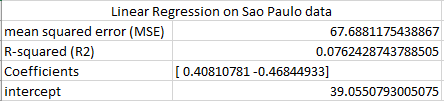 Linear Regression on Sao Paulo data
mean squared error (MSE) 67.6881175438867
R-squared (R2) 0.0762428743788505
Coefficients [ 0.40810781 -0.46844933]
intercept 39.0550793005075